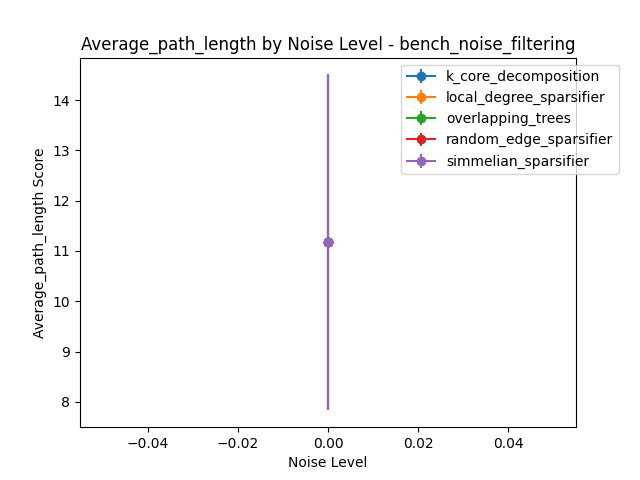 Average_path_length by Noise Level - bench_noise_filtering
k_core_decomposition
local_degree_sparsifier
overlapping_trees
random_edge_sparsifier
simmelian_sparsifier
Average_path_length Score
14
13
12
11
10
9
8
−0.04
−0.02
0.00
0.02
0.04
Noise Level